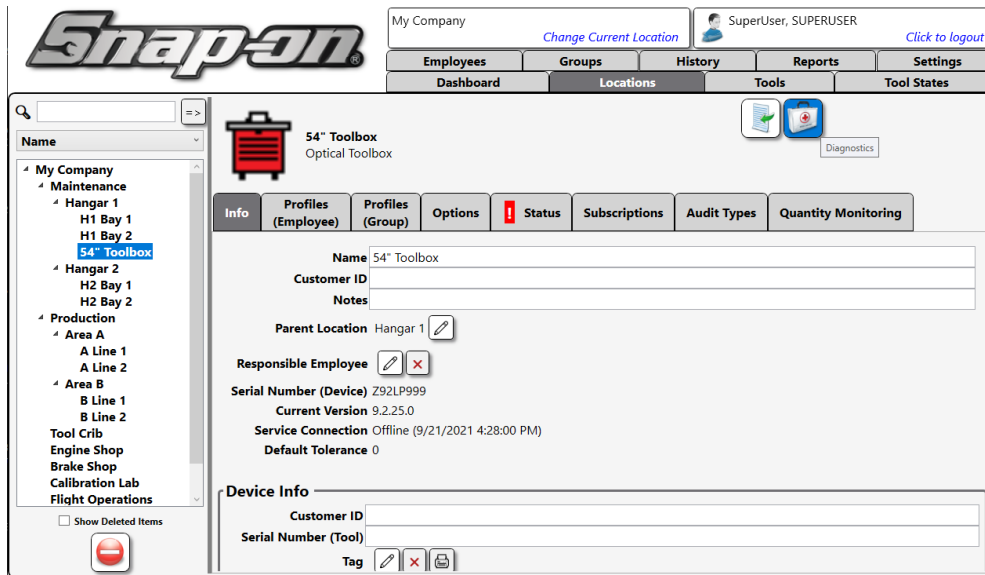 Snap-on®
My Company
Change Current Location
SuperUser, SUPERUSER
Click to logout
Employees
Groups
History
Reports
Settings
Dashboard
Locations
Tools
Tool States
=>
Name
My Company
Maintenance
Hangar 1
H1 Bay 1
H1 Bay 2
54" Toolbox
Hangar 2
H2 Bay 1
H2 Bay 2
Production
Area A
A Line 1
A Line 2
Area B
B Line 1
B Line 2
Tool Crib
Engine Shop
Brake Shop
Calibration Lab
Flight Operations
Show Deleted Items
54" Toolbox
Optical Toolbox
Diagnostics
Info
Profiles
(Employee)
Profiles
(Group)
Options
! Status
Subscriptions
Audit Types
Quantity Monitoring
Name 54" Toolbox
Customer ID
Notes
Parent Location Hangar 1
Responsible Employee
Serial Number (Device) Z92LP999
Current Version 9.2.25.0
Service Connection Offline (9/21/2021 4:28:00 PM)
Default Tolerance 0
Device Info
Customer ID
Serial Number (Tool)
Tag